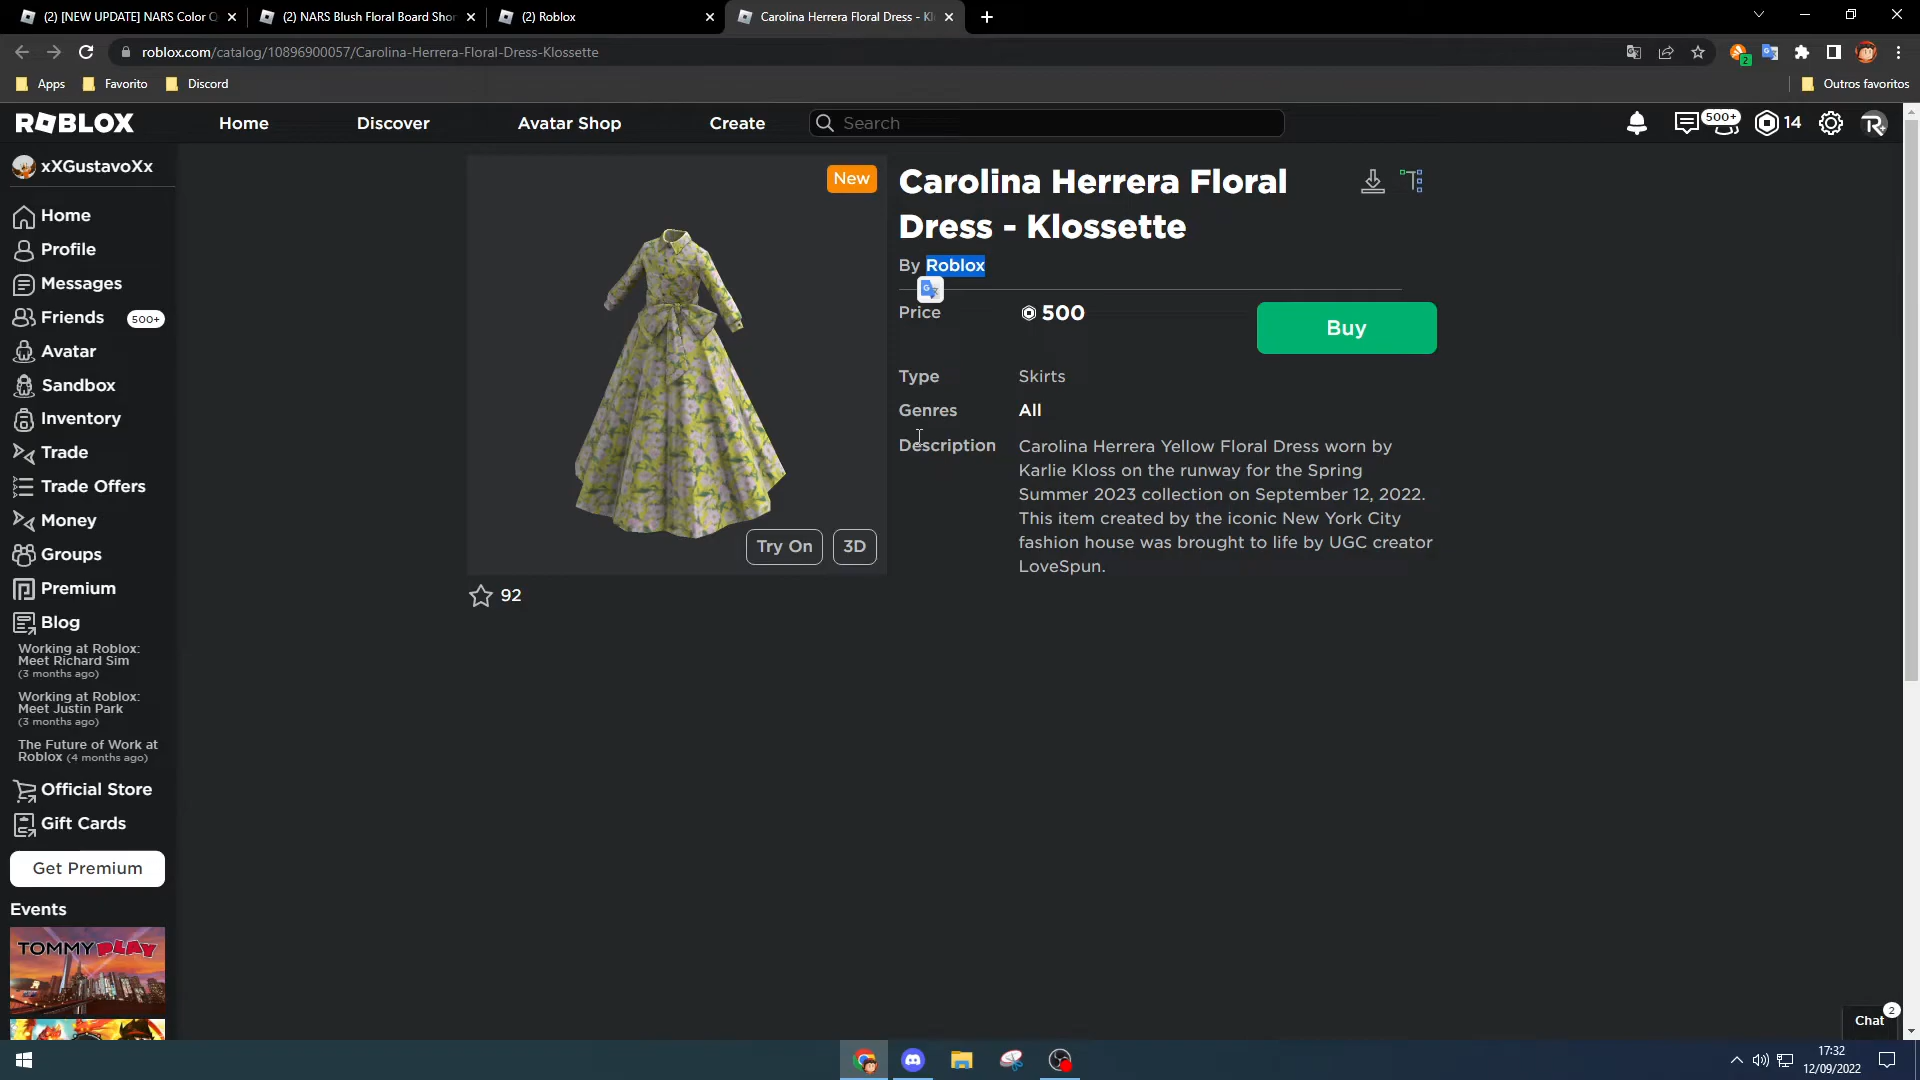 (2) [NEW UPDATE] NARS Color Q
(2) NARS Blush Floral Board Shor
(2) Roblox
Carolina Herrera Floral Dress - Kl
roblox.com/catalog/10896900057/Carolina-Herrera-Floral-Dress-Klossette
2
Apps
Favorito
Discord
Outros favoritos
ROBLOX
Home
Discover
Avatar Shop
Create
Search
500+
14
xXGustavoXx
Home
Profile
Messages
Friends
500+
Avatar
Sandbox
Inventory
Trade
Trade Offers
Money
Groups
Premium
Blog
Working at Roblox:
Meet Richard Sim
(3 months ago)
Working at Roblox:
Meet Justin Park
(3 months ago)
The Future of Work at
Roblox (4 months ago)
Official Store
Gift Cards
Get Premium
Events
TOMMY PLAY
New
Try On
3D
92
Carolina Herrera Floral
Dress - Klossette
By Roblox
Price
500
Buy
Type
Skirts
Genres
All
Description
Carolina Herrera Yellow Floral Dress worn by
Karlie Kloss on the runway for the Spring
Summer 2023 collection on September 12, 2022.
This item created by the iconic New York City
fashion house was brought to life by UGC creator
LoveSpun.
Chat
2
17:32
12/09/2022